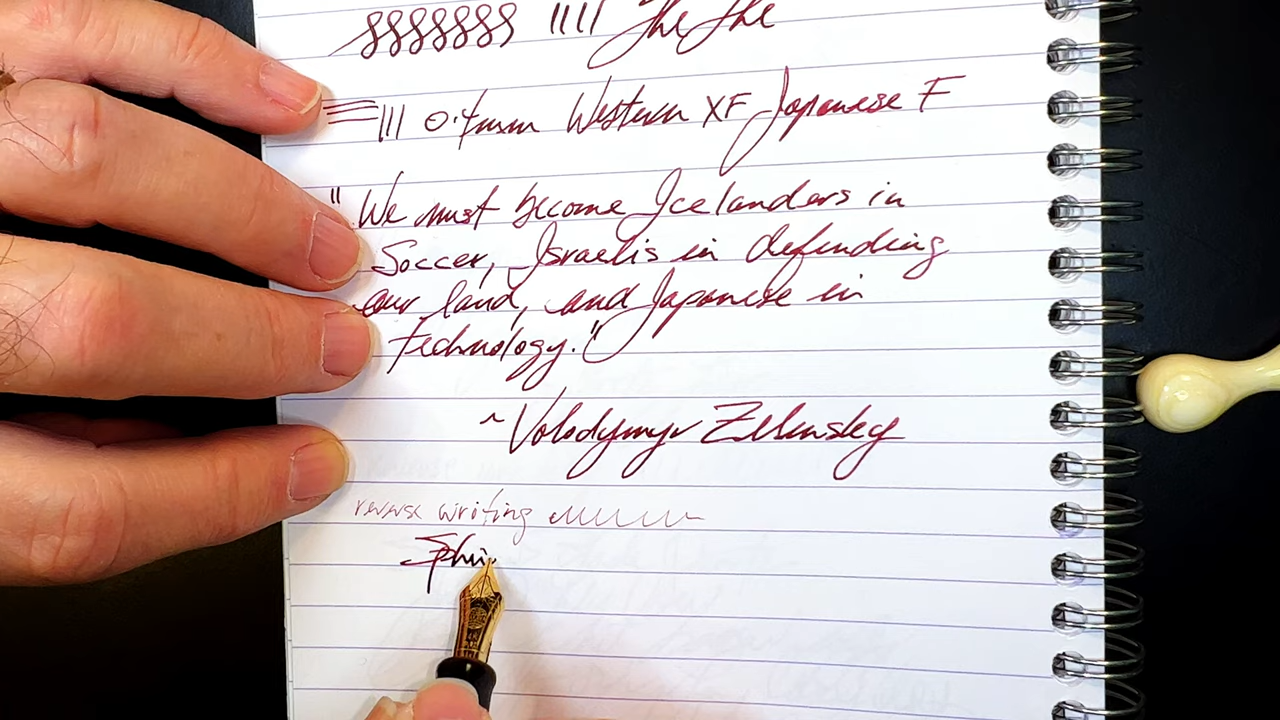 The The
0.4mm Western XF Japanese F
"We must become Icelanders in
Soccer, Israelis in defending
our land, and Japanese in
technology."
~Volodymyr Zelensky
reverse writing